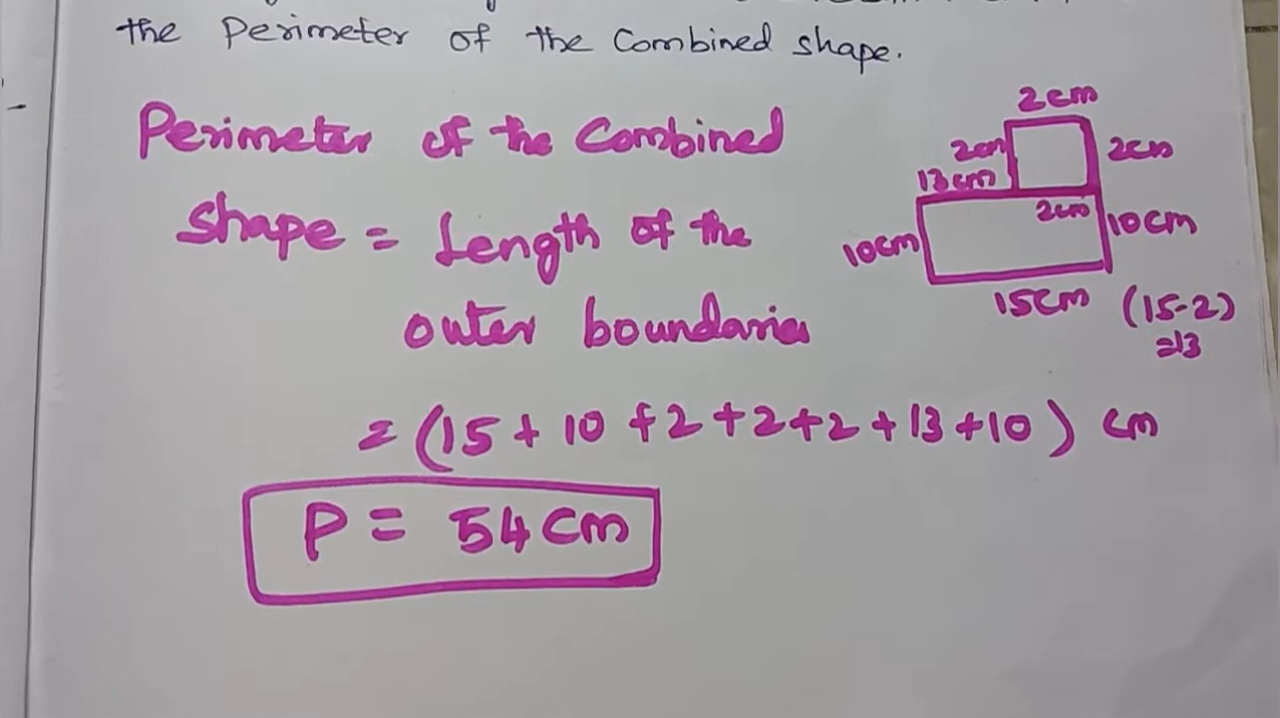 the Perimeter of the Combined shape.
Perimeter of the Combined
shape = Length of the
outer boundaries
= (15 + 10 + 2 + 2 + 2 + 13 + 10) cm
P = 54 cm
2cm
2cm
2cm
13cm
2cm
10cm
10cm
15cm
(15-2)
=13